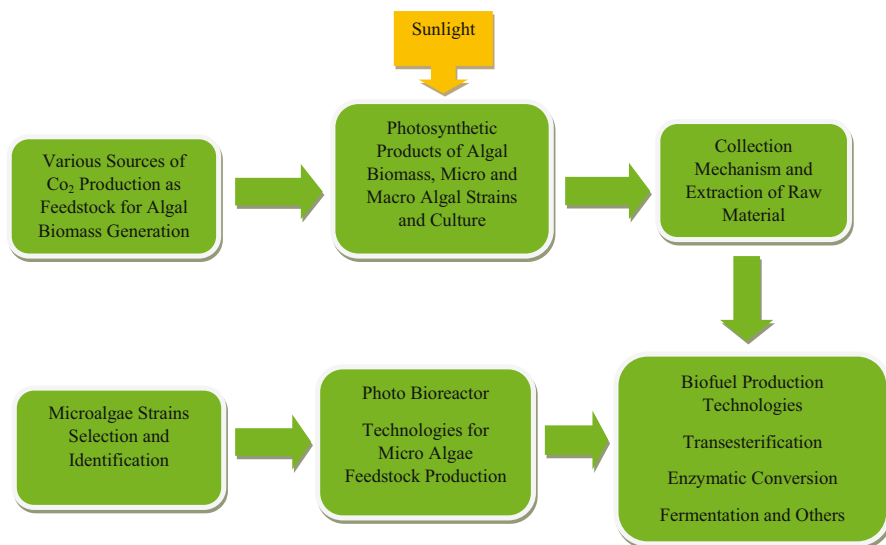 Sunlight
Various Sources of
Co₂ Production as
Feedstock for Algal
Biomass Generation
Photosynthetic
Products of Algal
Biomass, Micro and
Macro Algal Strains
and Culture
Collection
Mechanism and
Extraction of Raw
Material
Microalgae Strains
Selection and
Identification
Photo Bioreactor
Technologies for
Micro Algae
Feedstock Production
Biofuel Production
Technologies
Transesterification
Enzymatic Conversion
Fermentation and Others